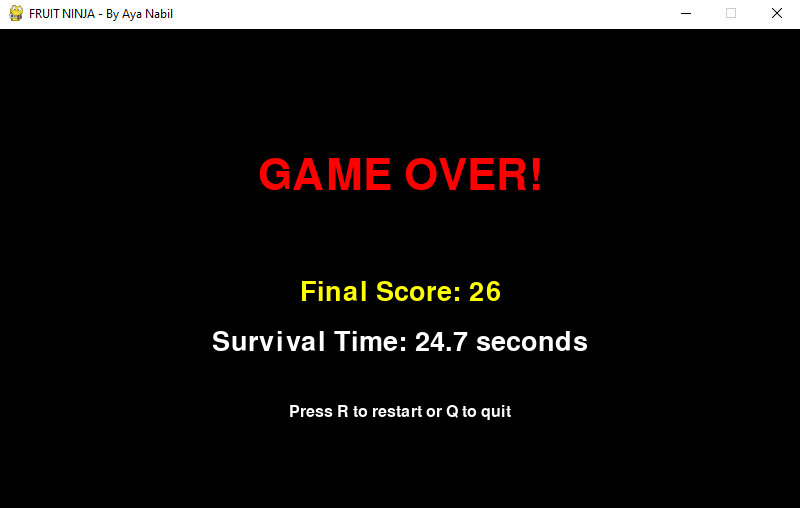 FRUIT NINJA - By Aya Nabil
GAME OVER!
Final Score: 26
Survival Time: 24.7 seconds
Press R to restart or Q to quit